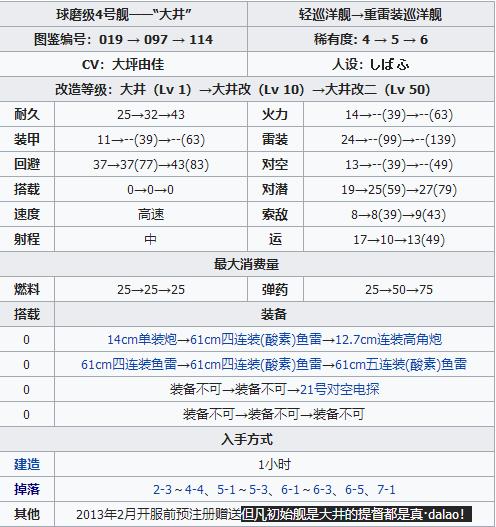 球磨级4号舰——“大井” 轻巡洋舰→重雷装巡洋舰
图鉴编号：019 → 097 → 114 稀有度: 4 → 5 → 6
CV：大坪由佳 人设：しばふ
改造等级：大井（Lv 1）→大井改（Lv 10）→大井改二（Lv 50）
耐久 25→32→43 火力 14→--(39)→--(63)
装甲 11→--(39)→--(63) 雷装 24→--(99)→--(139)
回避 37→37(77)→43(83) 对空 13→--(39)→--(49)
搭载 0→0→0 对潜 19→25(59)→27(79)
速度 高速 索敌 8→8(39)→9(43)
射程 中 运 17→10→13(49)
最大消费量
燃料 25→25→25 弹药 25→50→75
搭载 装备
0 14cm单装炮→61cm四连装(酸素)鱼雷→12.7cm连装高角炮
0 61cm四连装鱼雷→61cm四连装(酸素)鱼雷→61cm五连装(酸素)鱼雷
0 装备不可→装备不可→21号对空电探
0 装备不可→装备不可→装备不可
入手方式
建造 1小时
掉落 2-3～4-4、5-1～5-3、6-1～6-3、6-5、7-1
其他 2013年2月开服前预注册赠送但凡初始舰是大井的提督都是真·dalao！